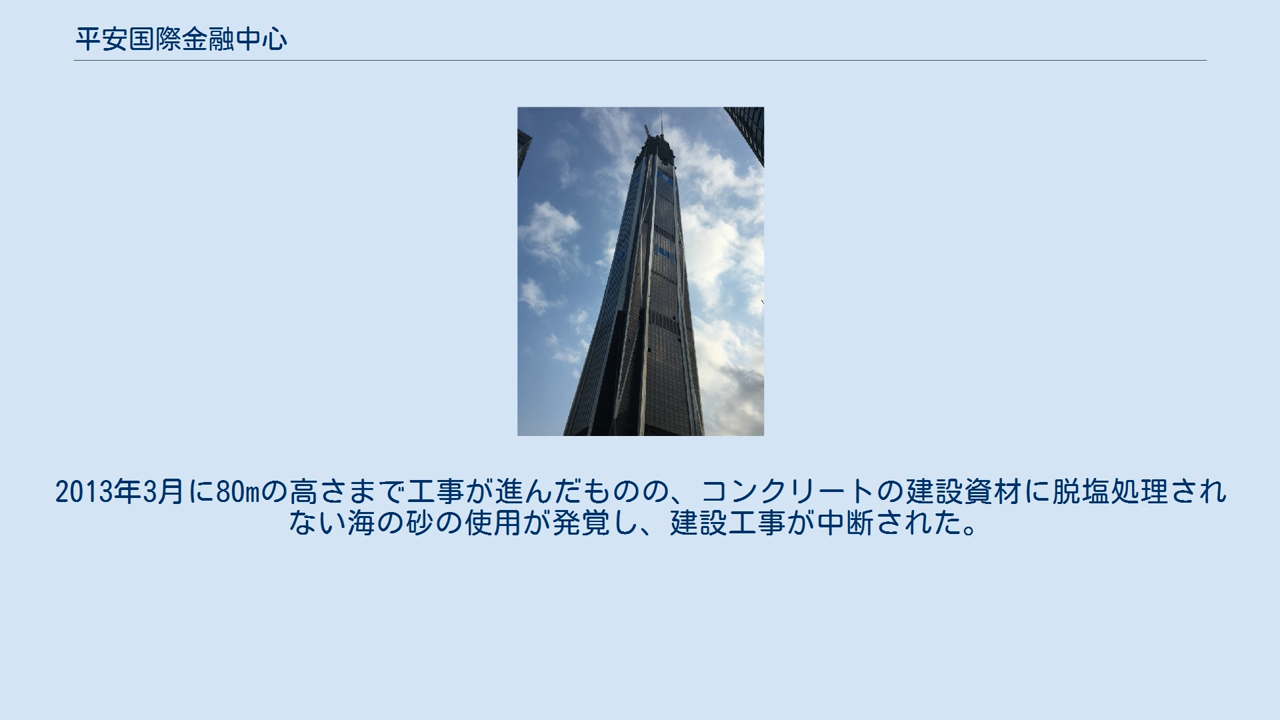 平安国際金融中心
2013年3月に80mの高さまで工事が進んだものの、コンクリートの建設資材に脱塩処理され
ない海の砂の使用が発覚し、建設工事が中断された。